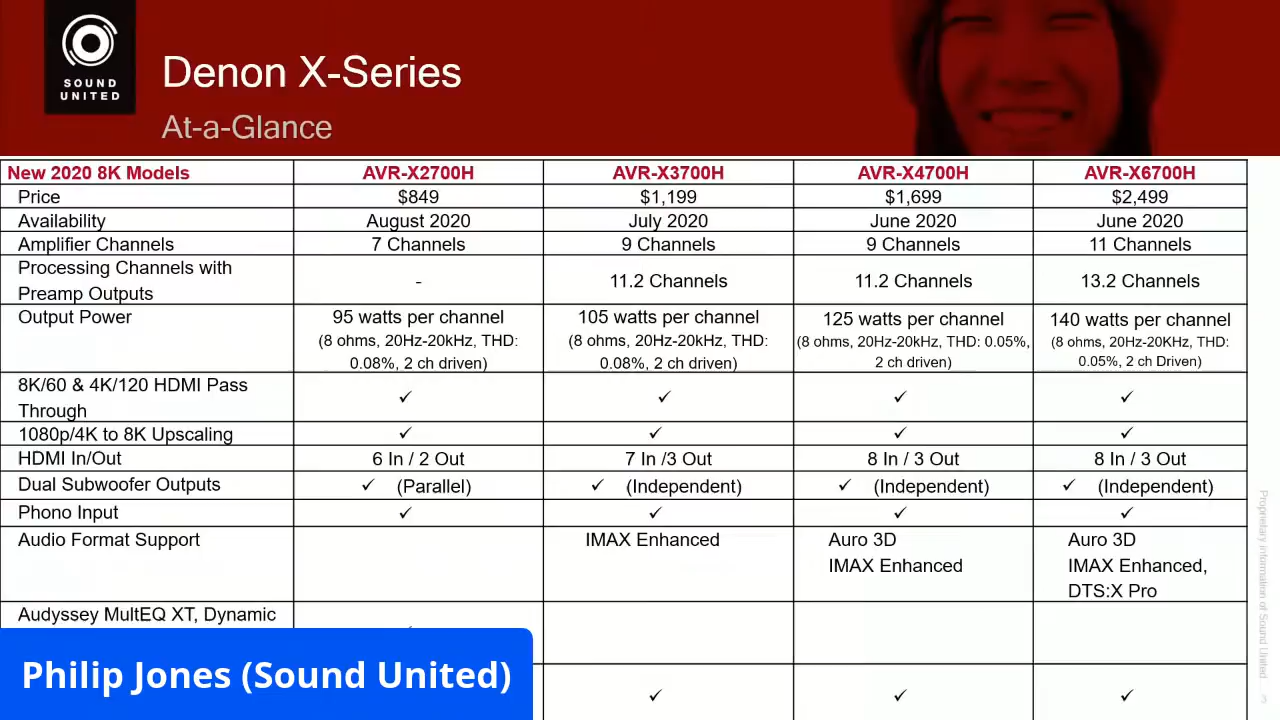 SOUND
UNITED
Denon X-Series
At-a-Glance
New 2020 8K Models AVR-X2700H AVR-X3700H AVR-X4700H AVR-X6700H
Price $849 $1,199 $1,699 $2,499
Availability August 2020 July 2020 June 2020 June 2020
Amplifier Channels 7 Channels 9 Channels 9 Channels 11 Channels
Processing Channels with
Preamp Outputs - 11.2 Channels 11.2 Channels 13.2 Channels
Output Power 95 watts per channel 105 watts per channel 125 watts per channel 140 watts per channel
(8 ohms, 20Hz-20kHz, THD: (8 ohms, 20Hz-20kHz, THD: (8 ohms, 20Hz-20kHz, THD: 0.05%, (8 ohms, 20Hz-20KHz, THD:
0.08%, 2 ch driven) 0.08%, 2 ch driven) 2 ch driven) 0.05%, 2 ch Driven)
8K/60 & 4K/120 HDMI Pass
Through ✓ ✓ ✓ ✓
1080p/4K to 8K Upscaling ✓ ✓ ✓ ✓
HDMI In/Out 6 In / 2 Out 7 In /3 Out 8 In / 3 Out 8 In / 3 Out
Dual Subwoofer Outputs ✓ (Parallel) ✓ (Independent) ✓ (Independent) ✓ (Independent)
Phono Input ✓ ✓ ✓ ✓
Audio Format Support IMAX Enhanced Auro 3D Auro 3D
IMAX Enhanced IMAX Enhanced,
DTS:X Pro
Audyssey MultEQ XT, Dynamic
✓ ✓ ✓
Philip Jones (Sound United)
Proprietary information of Sound United
3